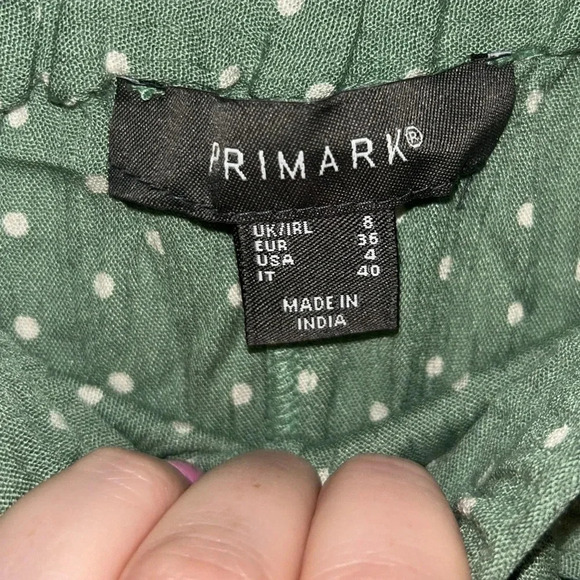 PRIMARK®
UK/IRL 8
EUR 36
USA 4
IT 40
MADE IN
INDIA